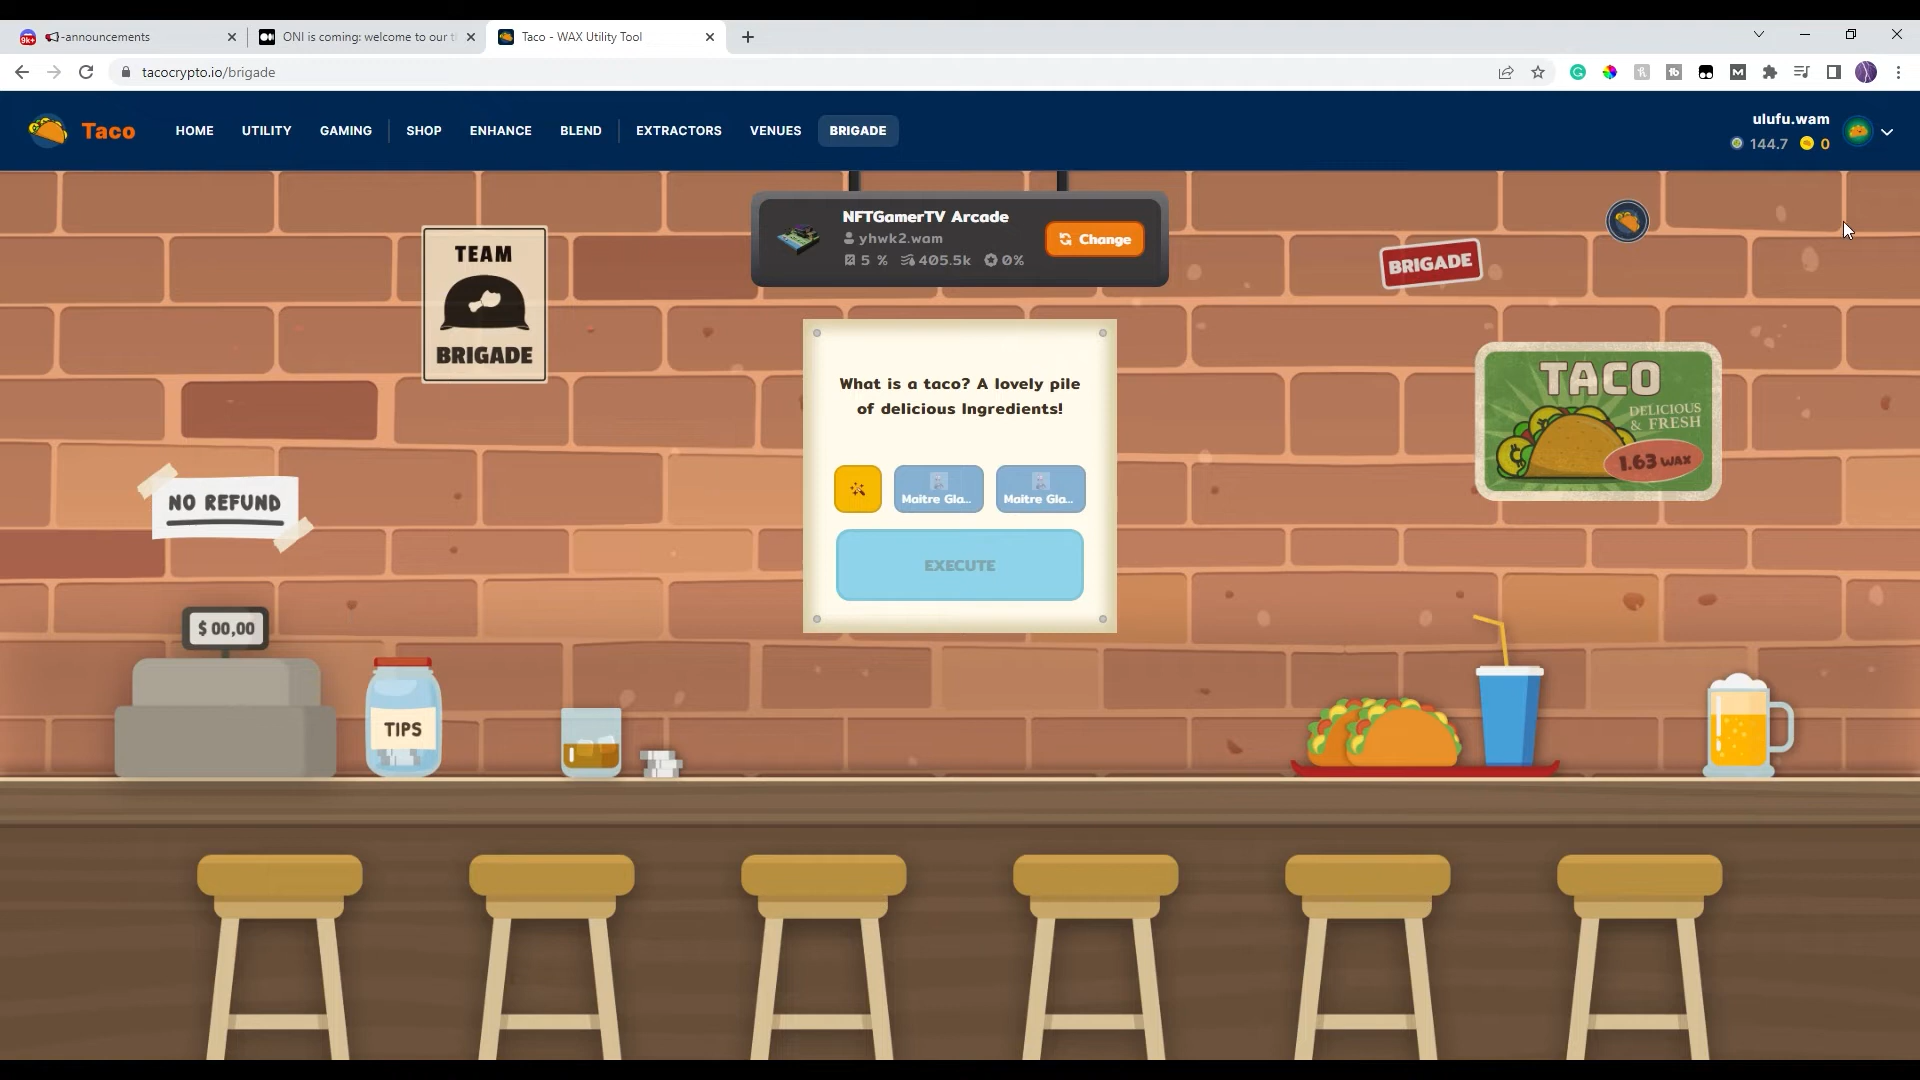 9k+
-announcements
ONI is coming: welcome to our t
Taco - WAX Utility Tool
tacocrypto.io/brigade
Taco
HOME
UTILITY
GAMING
SHOP
ENHANCE
BLEND
EXTRACTORS
VENUES
BRIGADE
ulufu.wam
144.7
0
NFTGamerTV Arcade
yhwk2.wam
5 %
405.5k
0%
Change
TEAM
BRIGADE
BRIGADE
What is a taco? A lovely pile
of delicious Ingredients!
Maitre Gla...
Maitre Gla...
EXECUTE
TACO
DELICIOUS
& FRESH
1.63 WAX
NO REFUND
$ 00,00
TIPS